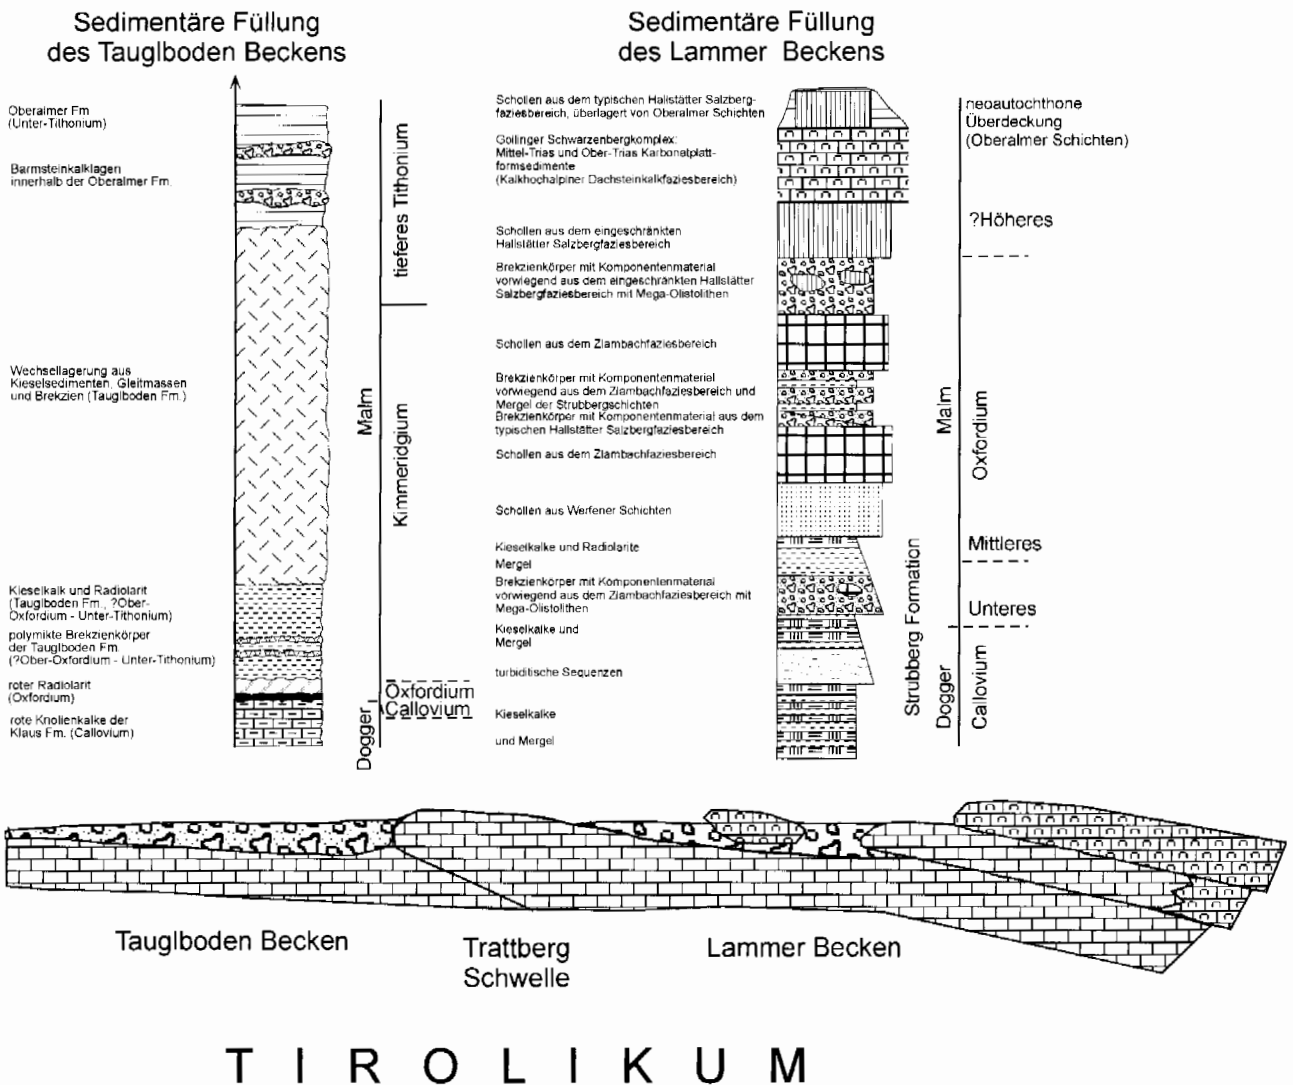 Sedimentäre Füllung
des Tauglboden Beckens
Oberalmer Fm
(Unter-Tithonium)
Barmsteinkalklagen
innerhalb der Oberalmer Fm.
Wechsellagerung aus
Kieselsedimenten, Gleitmassen
und Brekzien (Tauglboden Fm.)
Kieselkalk und Radiolarit
(Tauglboden Fm., ?Ober-
Oxfordium - Unter-Tithonium)
polymikte Brekzienkörper
der Tauglboden Fm.
(?Ober-Oxfordium - Unter-Tithonium)
roter Radiolarit
(Oxfordium)
rote Knollenkalke der
Klaus Fm. (Callovium)
Malm
Dogger
tieferes Tithonium
Kimmeridgium
Oxfordium
Callovium
Sedimentäre Füllung
des Lammer Beckens
Schollen aus dem typischen Hallstätter Salzberg-
faziesbereich, überlagert von Oberalmer Schichten
Gollinger Schwarzenbergkomplex:
Mittel-Trias und Ober-Trias Karbonatplatt-
formsedimente
(Kalkhochalpiner Dachsteinkalkfaziesbereich)
Schollen aus dem eingeschränkten
Hallstätter Salzbergfaziesbereich
Brekzienkörper mit Komponentenmaterial
vorwiegend aus dem eingeschränkten Hallstätter
Salzbergfaziesbereich mit Mega-Olistolithen
Schollen aus dem Zlambachfaziesbereich
Brekzienkörper mit Komponentenmaterial
vorwiegend aus dem Zlambachfaziesbereich und
Mergel der Strubbergschichten
Brekzienkörper mit Komponentenmaterial aus dem
typischen Hallstätter Salzbergfaziesbereich
Schollen aus dem Zlambachfaziesbereich
Schollen aus Werfener Schichten
Kieselkalke und Radiolarite
Mergel
Brekzienkörper mit Komponentenmaterial
vorwiegend aus dem Zlambachfaziesbereich mit
Mega-Olistolithen
Kieselkalke und
Mergel
turbiditische Sequenzen
Kieselkalke
und Mergel
Strubberg Formation
Malm
Dogger
neoautochthone
Überdeckung
(Oberalmer Schichten)
?Höheres
Oxfordium
Mittleres
Unteres
Callovium
Tauglboden Becken
Trattberg
Schwelle
Lammer Becken
T I R O L I K U M